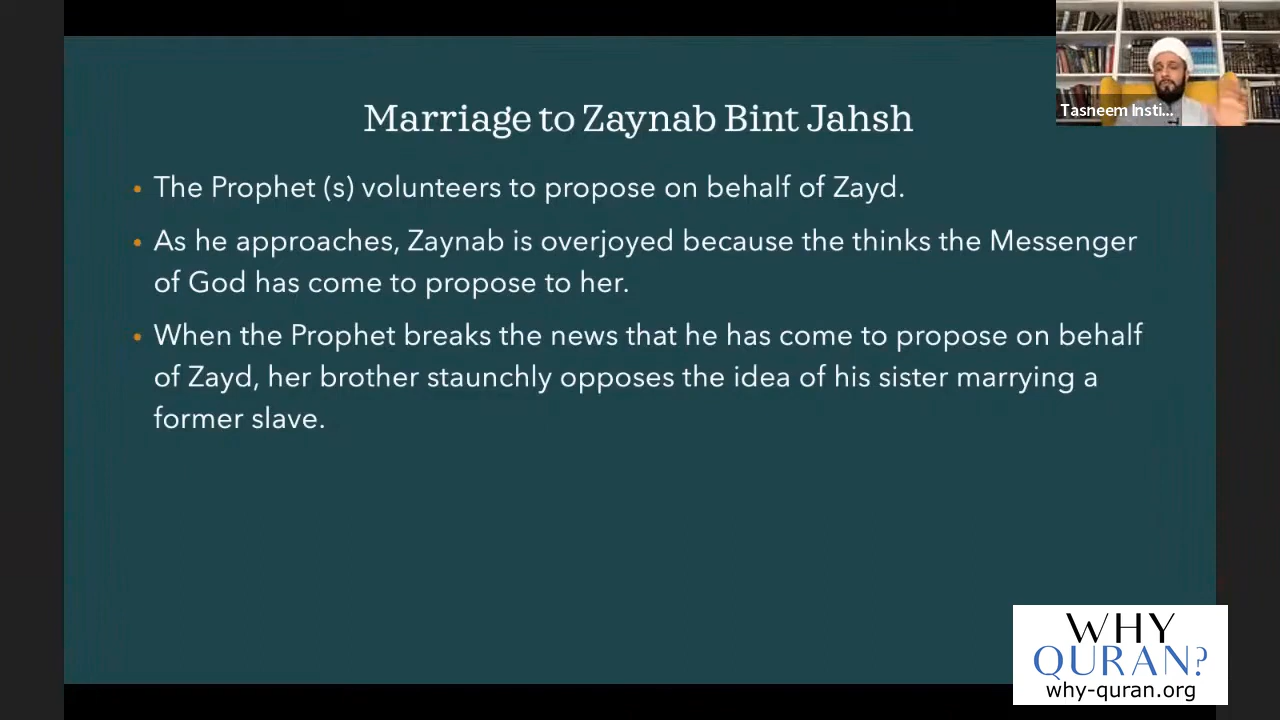 Marriage to Zaynab Bint Jahsh
• The Prophet (s) volunteers to propose on behalf of Zayd.
• As he approaches, Zaynab is overjoyed because the thinks the Messenger
of God has come to propose to her.
• When the Prophet breaks the news that he has come to propose on behalf
of Zayd, her brother staunchly opposes the idea of his sister marrying a
former slave.
Tasneem Insti...
WHY
QURAN?
why-quran.org